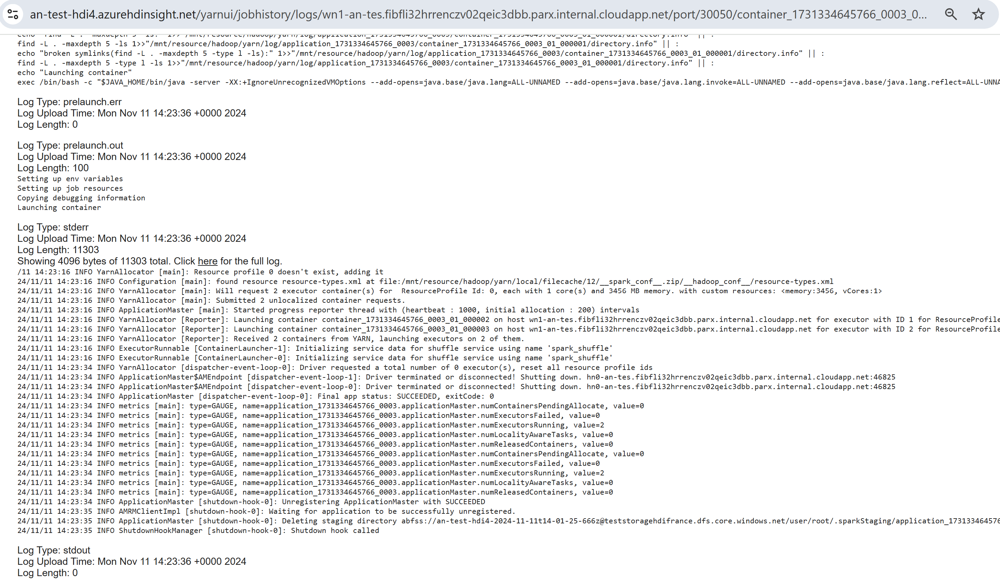 an-test-hdi4.azurehdinsight.net/yarnui/jobhistory/logs/wn1-an-tes.fibfli32hrrenczv02qeic3dbb.parx.internal.cloudapp.net/port/30050/container_1731334645766_0003_0...
find -L . -maxdepth 5 -ls 1>>"/mnt/resource/hadoop/yarn/log/application_1731334645766_0003/container_1731334645766_0003_01_000001/directory.info" || :
echo "broken symlinks(find -L . -maxdepth 5 -type l -ls):" 1>>"/mnt/resource/hadoop/yarn/log/application_1731334645766_0003/container_1731334645766_0003_01_000001/directory.info" || :
find -L . -maxdepth 5 -type l -ls 1>>"/mnt/resource/hadoop/yarn/log/application_1731334645766_0003/container_1731334645766_0003_01_000001/directory.info" || :
echo "Launching container"
exec /bin/bash -c "$JAVA_HOME/bin/java -server -XX:+IgnoreUnrecognizedVMOptions --add-opens=java.base/java.lang=ALL-UNNAMED --add-opens=java.base/java.lang.invoke=ALL-UNNAMED --add-opens=java.base/java.lang.reflect=ALL-UNNA
Log Type: prelaunch.err
Log Upload Time: Mon Nov 11 14:23:36 +0000 2024
Log Length: 0
Log Type: prelaunch.out
Log Upload Time: Mon Nov 11 14:23:36 +0000 2024
Log Length: 100
Setting up env variables
Setting up job resources
Copying debugging information
Launching container
Log Type: stderr
Log Upload Time: Mon Nov 11 14:23:36 +0000 2024
Log Length: 11303
Showing 4096 bytes of 11303 total. Click here for the full log.
/11 14:23:16 INFO YarnAllocator [main]: Resource profile 0 doesn't exist, adding it
24/11/11 14:23:16 INFO Configuration [main]: found resource resource-types.xml at file:/mnt/resource/hadoop/yarn/local/filecache/12/__spark_conf__.zip/__hadoop_conf__/resource-types.xml
24/11/11 14:23:16 INFO YarnAllocator [main]: Will request 2 executor container(s) for  ResourceProfile Id: 0, each with 1 core(s) and 3456 MB memory. with custom resources: <memory:3456, vCores:1>
24/11/11 14:23:16 INFO YarnAllocator [main]: Submitted 2 unlocalized container requests.
24/11/11 14:23:16 INFO ApplicationMaster [main]: Started progress reporter thread with (heartbeat : 1000, initial allocation : 200) intervals
24/11/11 14:23:16 INFO YarnAllocator [Reporter]: Launching container container_1731334645766_0003_01_000002 on host wn1-an-tes.fibfli32hrrenczv02qeic3dbb.parx.internal.cloudapp.net for executor with ID 1 for ResourceProfile
24/11/11 14:23:16 INFO YarnAllocator [Reporter]: Launching container container_1731334645766_0003_01_000003 on host wn1-an-tes.fibfli32hrrenczv02qeic3dbb.parx.internal.cloudapp.net for executor with ID 2 for ResourceProfile
24/11/11 14:23:16 INFO YarnAllocator [Reporter]: Received 2 containers from YARN, launching executors on 2 of them.
24/11/11 14:23:16 INFO ExecutorRunnable [ContainerLauncher-1]: Initializing service data for shuffle service using name 'spark_shuffle'
24/11/11 14:23:16 INFO ExecutorRunnable [ContainerLauncher-0]: Initializing service data for shuffle service using name 'spark_shuffle'
24/11/11 14:23:34 INFO YarnAllocator [dispatcher-event-loop-0]: Driver requested a total number of 0 executor(s), reset all resource profile ids
24/11/11 14:23:34 INFO ApplicationMaster$AMEndpoint [dispatcher-event-loop-1]: Driver terminated or disconnected! Shutting down. hn0-an-tes.fibfli32hrrenczv02qeic3dbb.parx.internal.cloudapp.net:46825
24/11/11 14:23:34 INFO ApplicationMaster$AMEndpoint [dispatcher-event-loop-0]: Driver terminated or disconnected! Shutting down. hn0-an-tes.fibfli32hrrenczv02qeic3dbb.parx.internal.cloudapp.net:46825
24/11/11 14:23:34 INFO ApplicationMaster [dispatcher-event-loop-0]: Final app status: SUCCEEDED, exitCode: 0
24/11/11 14:23:34 INFO metrics [main]: type=GAUGE, name=application_1731334645766_0003.applicationMaster.numContainersPendingAllocate, value=0
24/11/11 14:23:34 INFO metrics [main]: type=GAUGE, name=application_1731334645766_0003.applicationMaster.numExecutorsFailed, value=0
24/11/11 14:23:34 INFO metrics [main]: type=GAUGE, name=application_1731334645766_0003.applicationMaster.numExecutorsRunning, value=2
24/11/11 14:23:34 INFO metrics [main]: type=GAUGE, name=application_1731334645766_0003.applicationMaster.numLocalityAwareTasks, value=0
24/11/11 14:23:34 INFO metrics [main]: type=GAUGE, name=application_1731334645766_0003.applicationMaster.numReleasedContainers, value=0
24/11/11 14:23:34 INFO metrics [main]: type=GAUGE, name=application_1731334645766_0003.applicationMaster.numContainersPendingAllocate, value=0
24/11/11 14:23:34 INFO metrics [main]: type=GAUGE, name=application_1731334645766_0003.applicationMaster.numExecutorsFailed, value=0
24/11/11 14:23:34 INFO metrics [main]: type=GAUGE, name=application_1731334645766_0003.applicationMaster.numExecutorsRunning, value=2
24/11/11 14:23:34 INFO metrics [main]: type=GAUGE, name=application_1731334645766_0003.applicationMaster.numLocalityAwareTasks, value=0
24/11/11 14:23:34 INFO metrics [main]: type=GAUGE, name=application_1731334645766_0003.applicationMaster.numReleasedContainers, value=0
24/11/11 14:23:34 INFO ApplicationMaster [shutdown-hook-0]: Unregistering ApplicationMaster with SUCCEEDED
24/11/11 14:23:35 INFO AMRMClientImpl [shutdown-hook-0]: Waiting for application to be successfully unregistered.
24/11/11 14:23:35 INFO ApplicationMaster [shutdown-hook-0]: Deleting staging directory abfss://an-test-hdi4-2024-11-11t14-01-25-666z@teststoragehdifrance.dfs.core.windows.net/user/root/.sparkStaging/application_173133464576
24/11/11 14:23:35 INFO ShutdownHookManager [shutdown-hook-0]: Shutdown hook called
Log Type: stdout
Log Upload Time: Mon Nov 11 14:23:36 +0000 2024
Log Length: 0